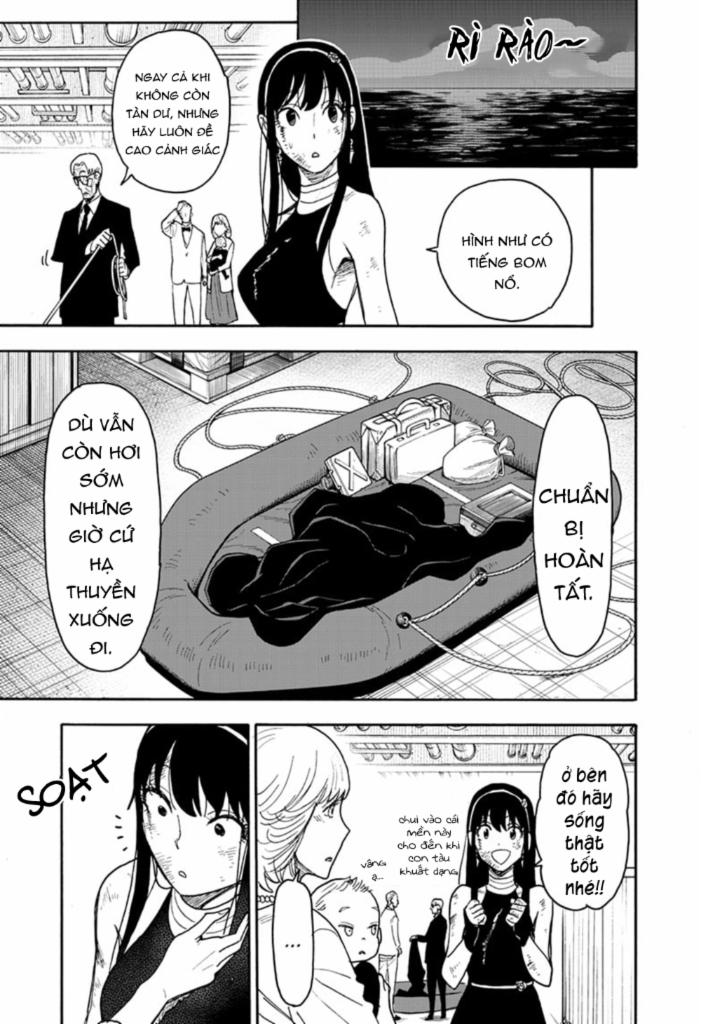 RÌ RÀO~
NGAY CẢ KHI
KHÔNG CÒN
TÀN DƯ, NHƯNG
HÃY LUÔN ĐỀ
CAO CẢNH GIÁC
HÌNH NHƯ CÓ
TIẾNG BOM
NỔ.
CHUẨN
BỊ
HOÀN
TẤT.
DÙ VẪN
CÒN HƠI
SỚM
NHƯNG
GIỜ CỨ
HẠ
THUYỀN
XUỐNG
ĐI.
ở bên
đó hãy
sống
thật
tốt
nhé!!
chui vào cái
mền này
cho đến khi
con tàu
khuất dạng
vâng
ạ...
...
SOẠT